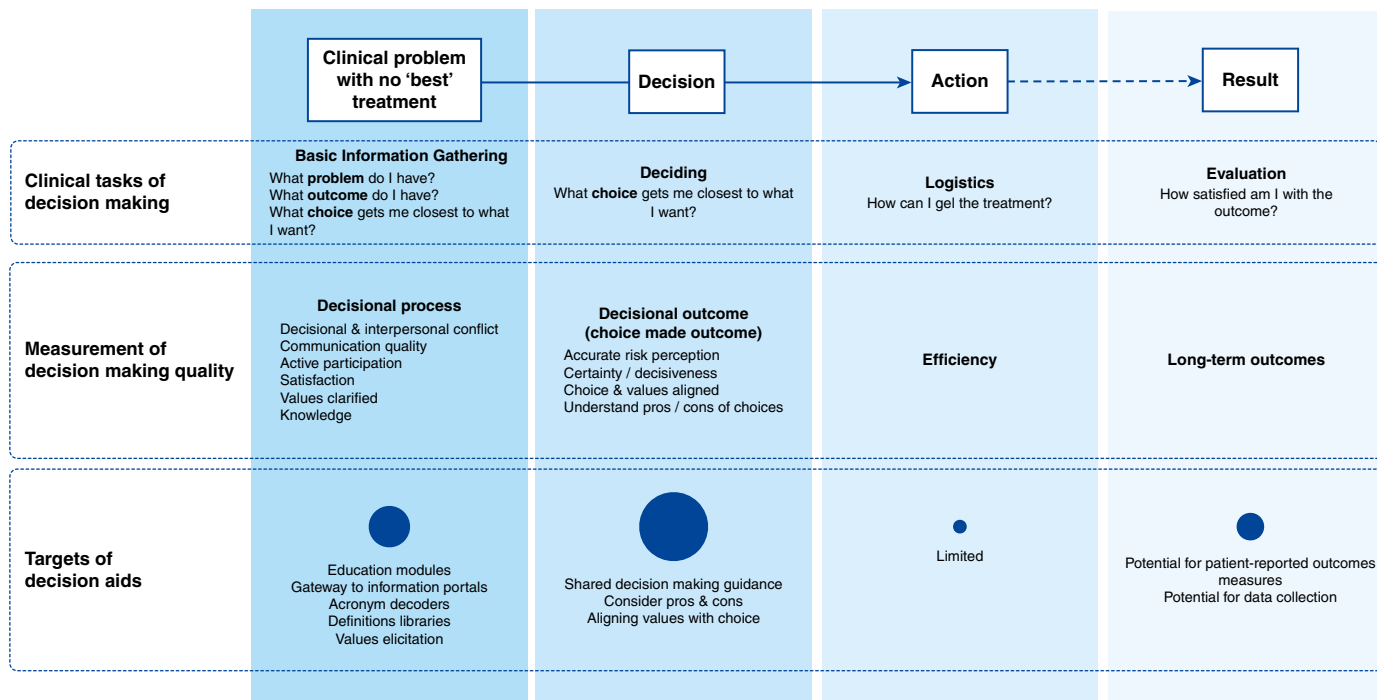 Clinical problem
with no ‘best’
treatment
Decision
Action
Result
Clinical tasks of
decision making
Basic Information Gathering
What problem do I have?
What outcome do I have?
What choice gets me closest to what
I want?
Deciding
What choice gets me closest to what
I want?
Logistics
How can I gel the treatment?
Evaluation
How satisfied am I with the
outcome?
Measurement of
decision making quality
Decisional process
Decisional & interpersonal conflict
Communication quality
Active participation
Satisfaction
Values clarified
Knowledge
Decisional outcome
(choice made outcome)
Accurate risk perception
Certainty / decisiveness
Choice & values aligned
Understand pros / cons of choices
Efficiency
Long-term outcomes
Targets of
decision aids
Education modules
Gateway to information portals
Acronym decoders
Definitions libraries
Values elicitation
Shared decision making guidance
Consider pros & cons
Aligning values with choice
Limited
Potential for patient-reported outcomes
measures
Potential for data collection